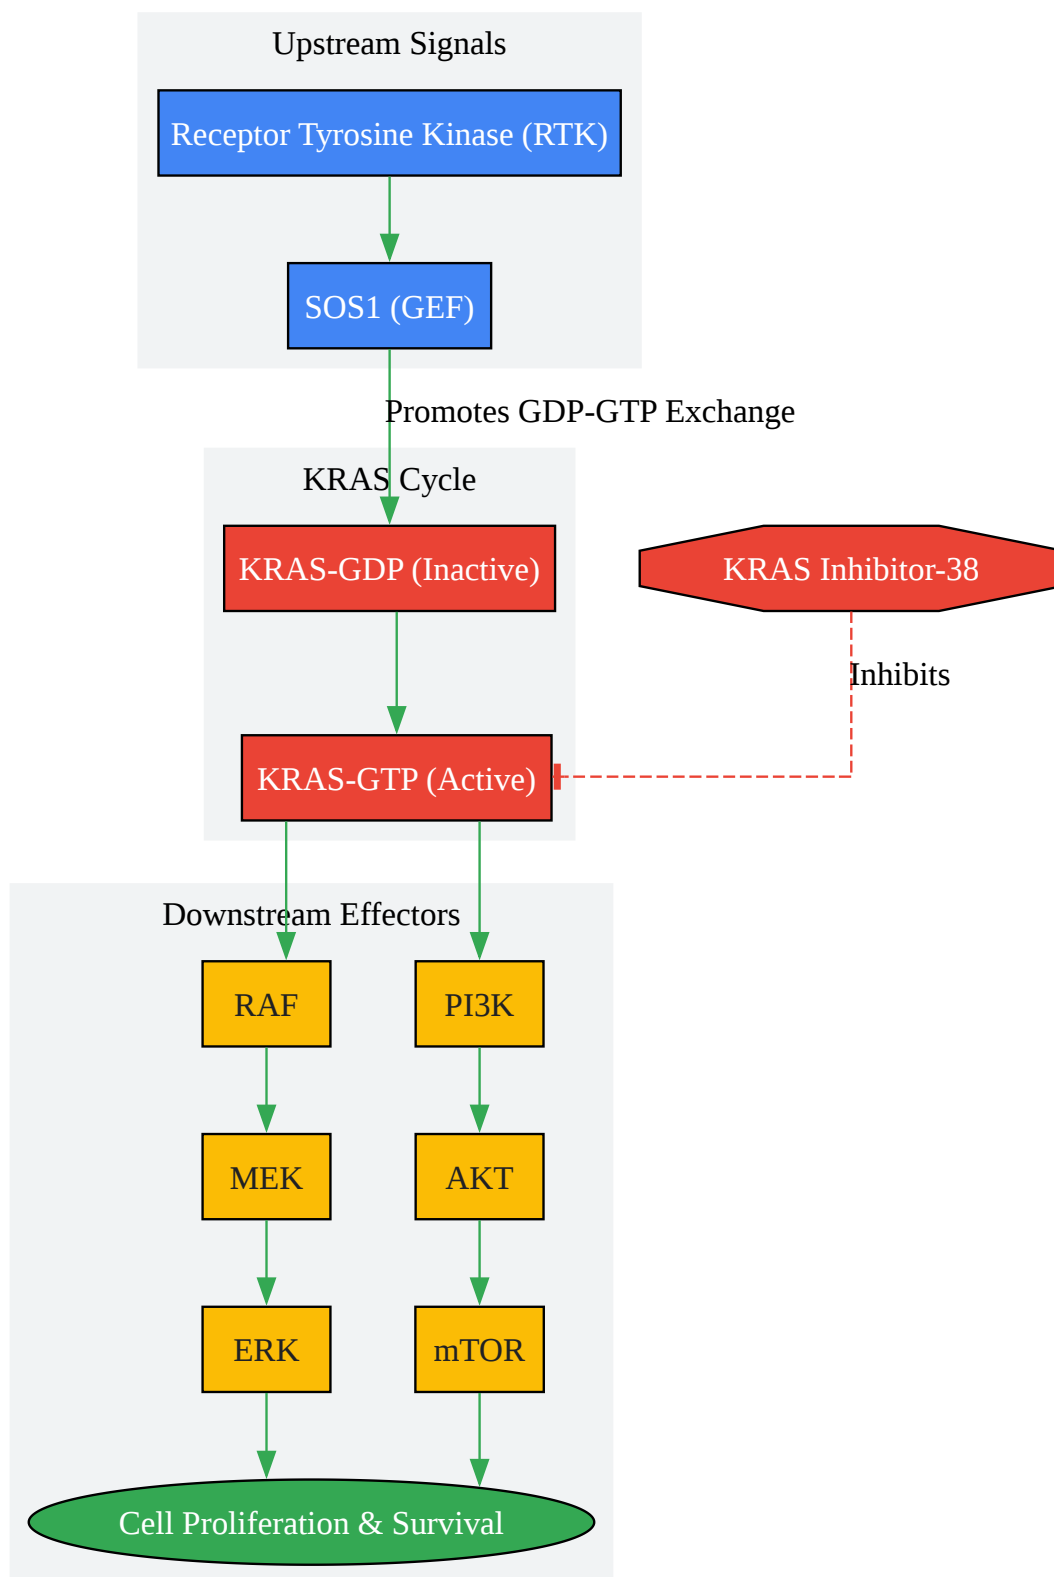 Upstream Signals
Receptor Tyrosine Kinase (RTK)
SOS1 (GEF)
Promotes GDP-GTP Exchange
KRAS Cycle
KRAS-GDP (Inactive)
KRAS Inhibitor-38
Inhibits
KRAS-GTP (Active)
Downstream Effectors
RAF
PI3K
MEK
AKT
ERK
mTOR
Cell Proliferation & Survival